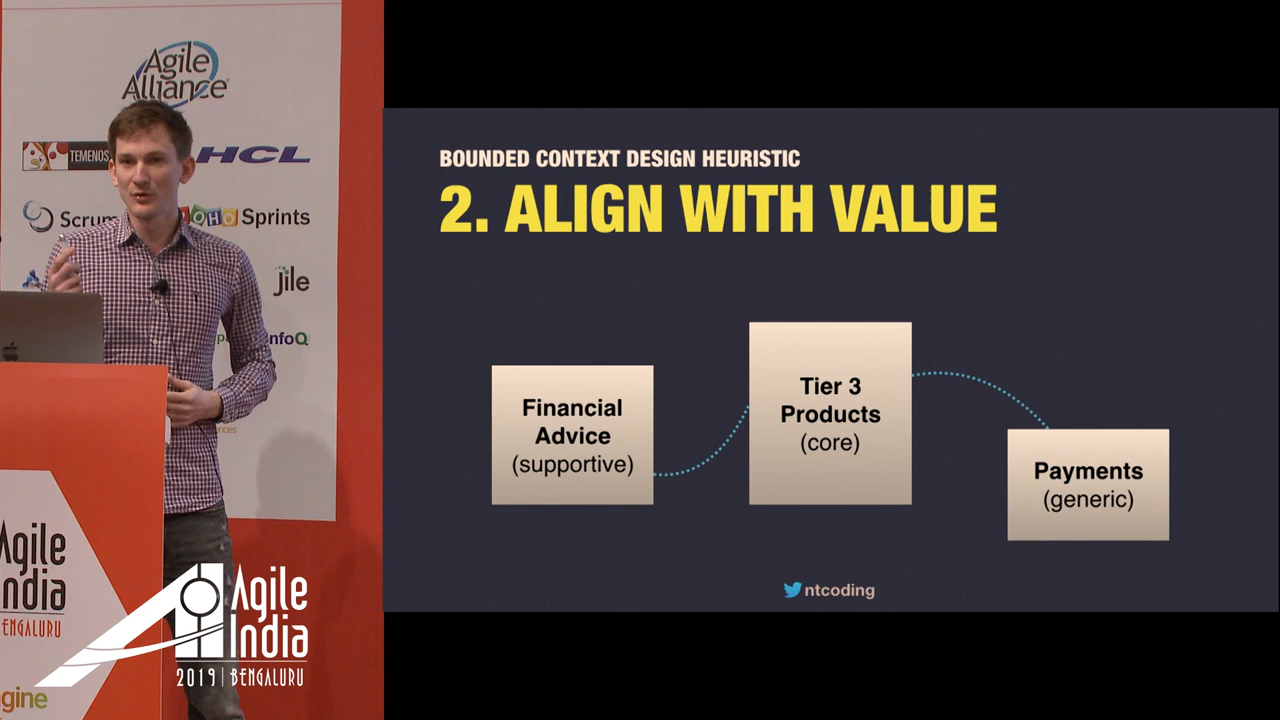 Agile
Alliance
TEMENOS
HCL
Scrum
ZOHO Sprints
Jile
InfoQ
Agile
India
BENGALURU
Agile
India
2019 | BENGALURU
BOUNDED CONTEXT DESIGN HEURISTIC
2. ALIGN WITH VALUE
Financial
Advice
(supportive)
Tier 3
Products
(core)
Payments
(generic)
ntcoding